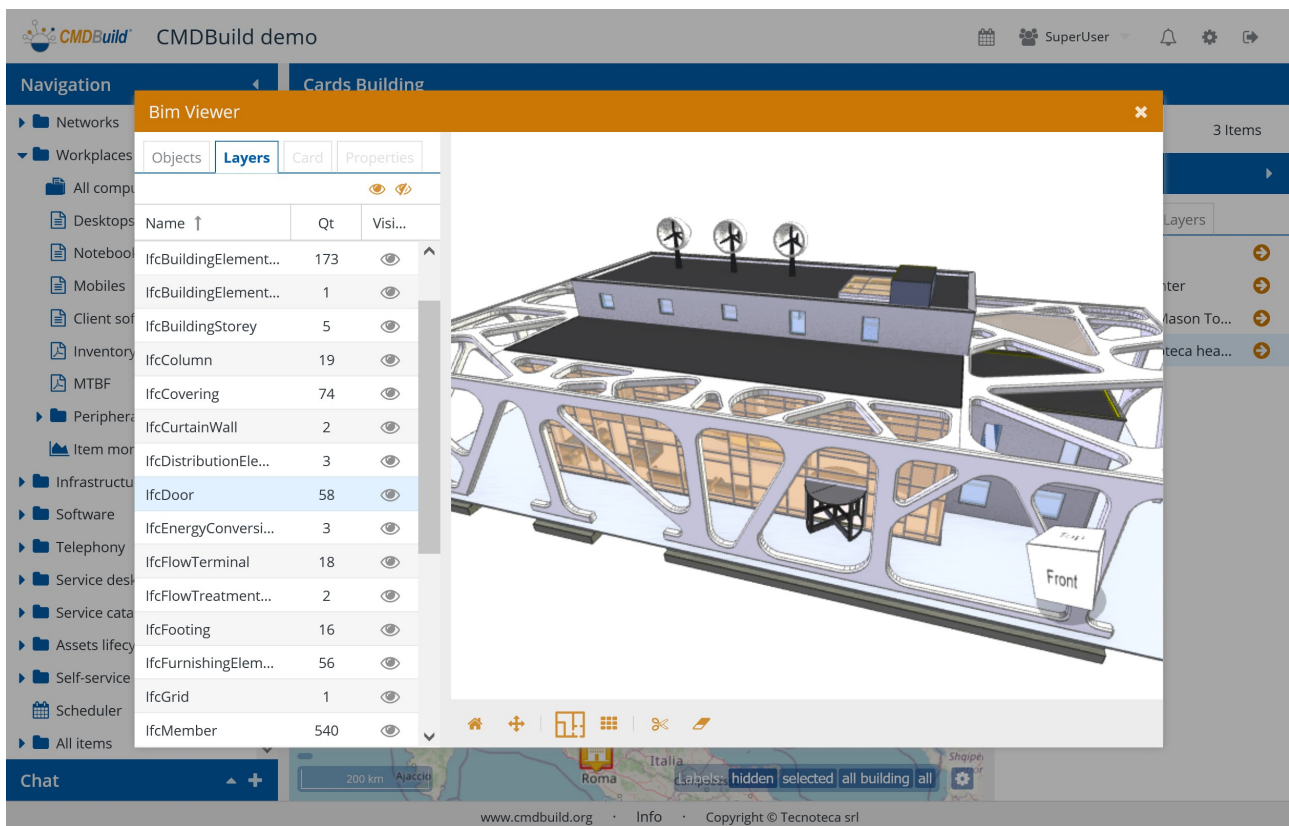 CMDBuild
CMDBuild demo
SuperUser
Navigation
Cards Building
Bim Viewer
Networks
3 Items
Workplaces
Objects
Layers
Card
Properties
All compu
Desktops
Name ↑
Qt
Visi...
Layers
Notebook
IfcBuildingElement...
173
Mobiles
IfcBuildingElement...
1
nter
Client sof
IfcBuildingStorey
5
Mason To...
Inventory
IfcColumn
19
oteca hea...
MTBF
IfcCovering
74
Periphera
IfcCurtainWall
2
Item mor
IfcDistributionEle...
3
Infrastructu
IfcDoor
58
Software
IfcEnergyConversi...
3
Telephony
IfcFlowTerminal
18
Service desk
IfcFlowTreatment...
2
Service cata
IfcFooting
16
Assets lifecy
IfcFurnishingElem...
56
Self-service
IfcGrid
1
Scheduler
IfcMember
540
All items
Top
Front
Chat
200 km
Ajaccio
Roma
Italia
Shqipëri
Labels:
hidden
selected
all building
all
www.cmdbuild.org · Info · Copyright © Tecnoteca srl